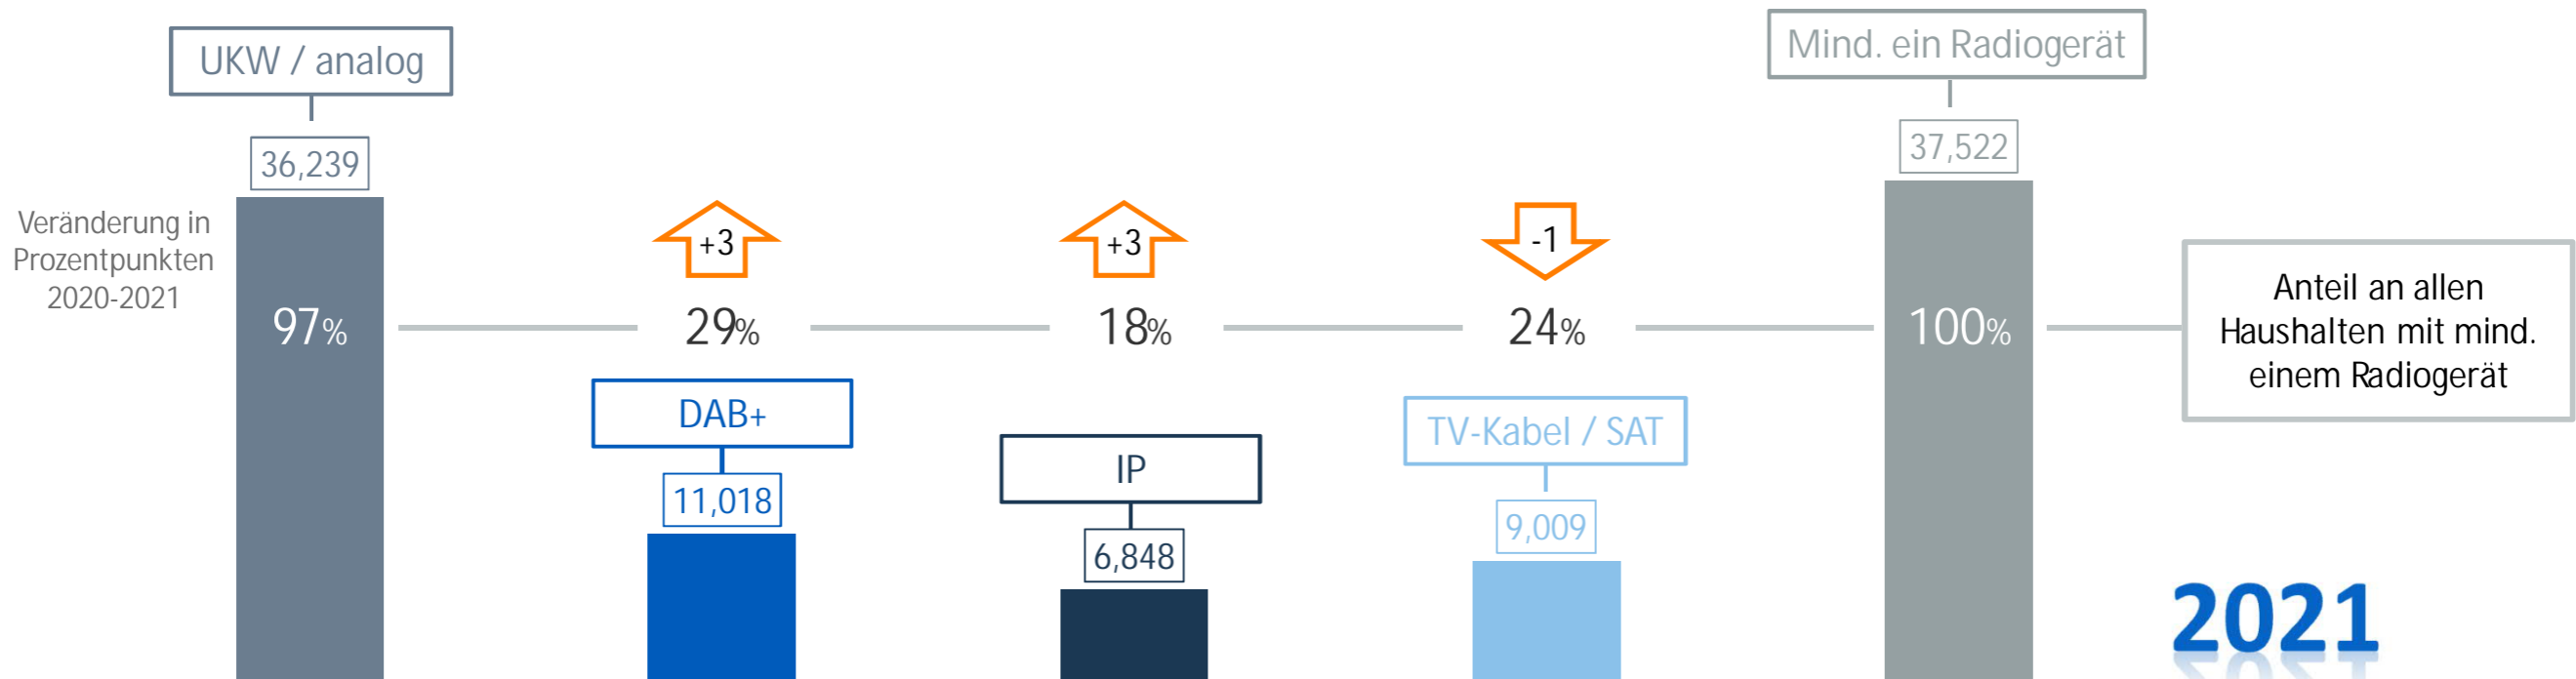 UKW / analog
Mind. ein Radiogerät
36,239
37,522
Veränderung in
Prozentpunkten
2020-2021
+3
+3
-1
97%
29%
18%
24%
100%
Anteil an allen
Haushalten mit mind.
einem Radiogerät
DAB+
IP
TV-Kabel / SAT
11,018
6,848
9,009
2021